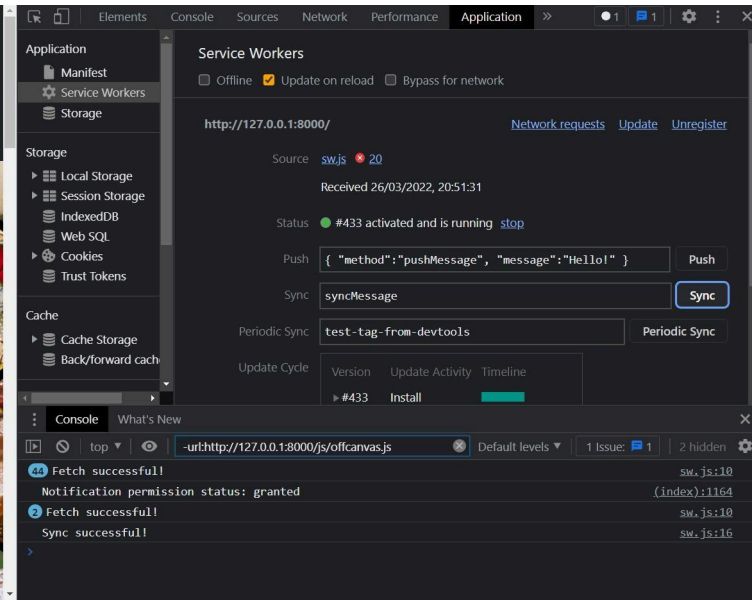 Elements Console Sources Network Performance Application » 1 1
Application
Manifest
Service Workers
Storage
Storage
Local Storage
Session Storage
IndexedDB
Web SQL
Cookies
Trust Tokens
Cache
Cache Storage
Back/forward cach
Service Workers
Offline Update on reload Bypass for network
http://127.0.0.1:8000/ Network requests Update Unregister
Source sw.js 20
Received 26/03/2022, 20:51:31
Status #433 activated and is running stop
Push { "method":"pushMessage", "message":"Hello!" } Push
Sync syncMessage Sync
Periodic Sync test-tag-from-devtools Periodic Sync
Update Cycle Version Update Activity Timeline
#433 Install
Console What's New
top -url:http://127.0.0.1:8000/js/offcanvas.js Default levels 1 Issue: 1 2 hidden
44 Fetch successful! sw.js:10
Notification permission status: granted (index):1164
2 Fetch successful! sw.js:10
Sync successful! sw.js:16